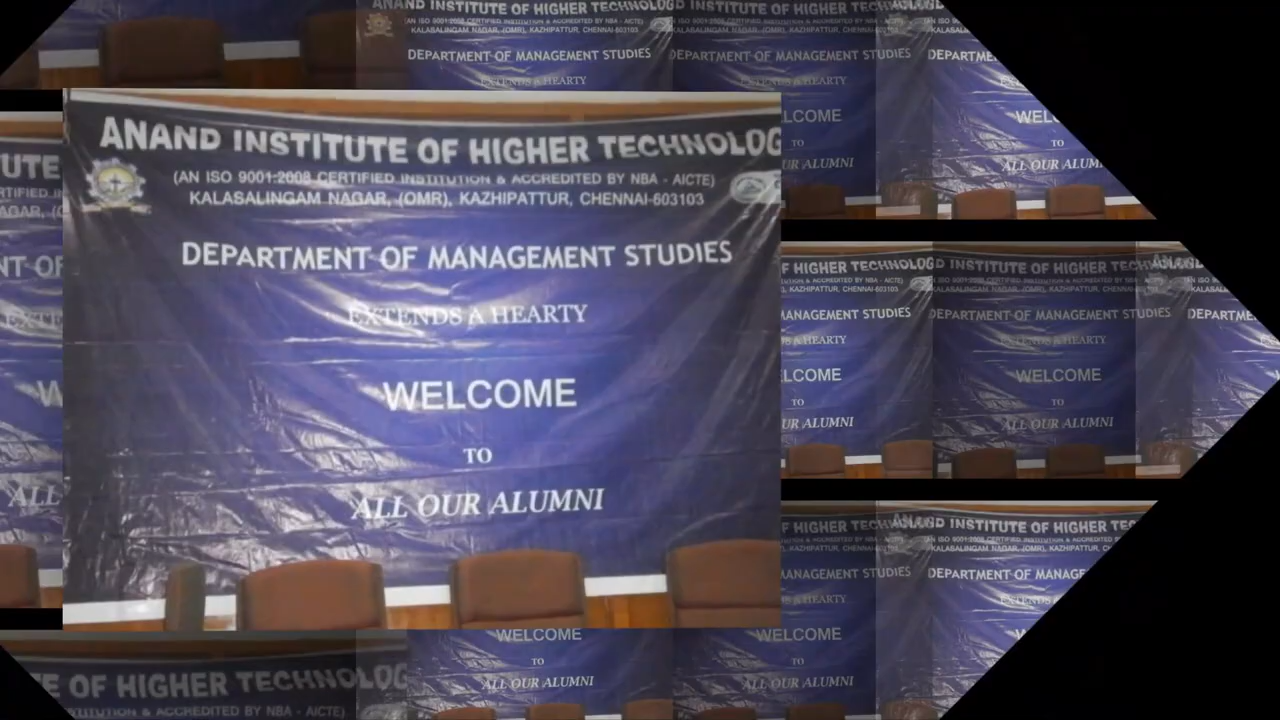 ANAND INSTITUTE OF HIGHER TECHNOLOG
(AN ISO 9001:2008 CERTIFIED INSTITUTION & ACCREDITED BY NBA - AICTE)
KALASALINGAM NAGAR, (OMR), KAZHIPATTUR, CHENNAI-603103
DEPARTMENT OF MANAGEMENT STUDIES
EXTENDS A HEARTY
WELCOME
TO
ALL OUR ALUMNI